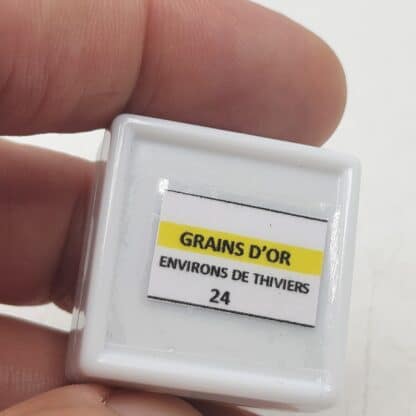 GRAINS D'OR
ENVIRONS DE THIVIERS
24